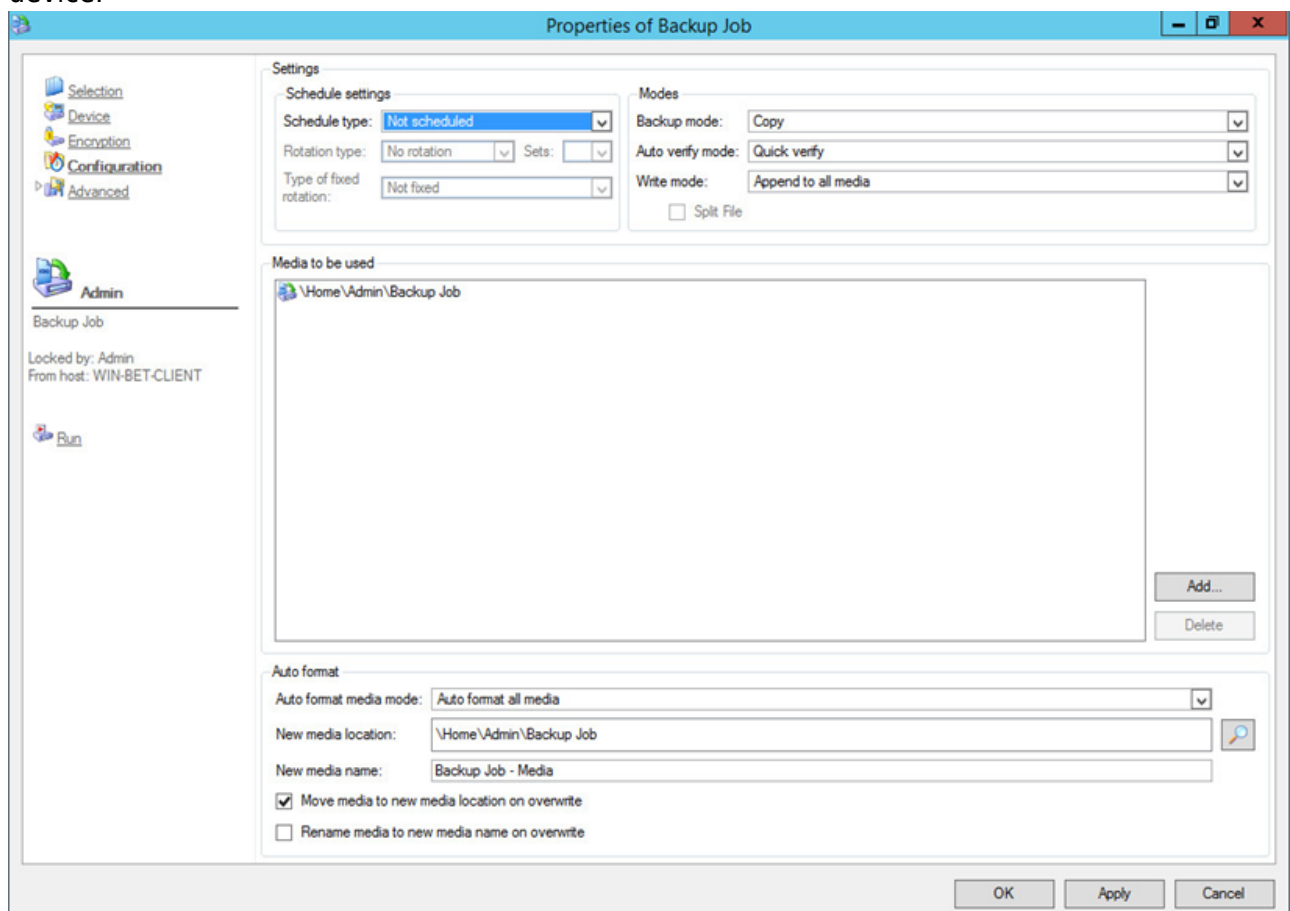 device.
Properties of Backup Job
Selection
Device
Encryption
Configuration
Advanced
Admin
Backup Job
Locked by: Admin
From host: WIN-BET-CLIENT
Run
Settings
Schedule settings
Schedule type: Not scheduled
Rotation type: No rotation Sets:
Type of fixed
rotation: Not fixed
Modes
Backup mode: Copy
Auto verify mode: Quick verify
Write mode: Append to all media
Split File
Media to be used
\Home\Admin\Backup Job
Add...
Delete
Auto format
Auto format media mode: Auto format all media
New media location: \Home\Admin\Backup Job
New media name: Backup Job - Media
Move media to new media location on overwrite
Rename media to new media name on overwrite
OK Apply Cancel